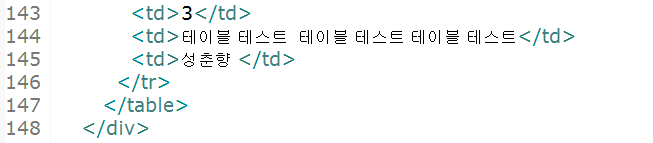 143 <td>3</td>
144 <td>테이블 테스트  테이블 테스트 테이블 테스트</td>
145 <td>성춘향 </td>
146 </tr>
147 </table>
148 </div>